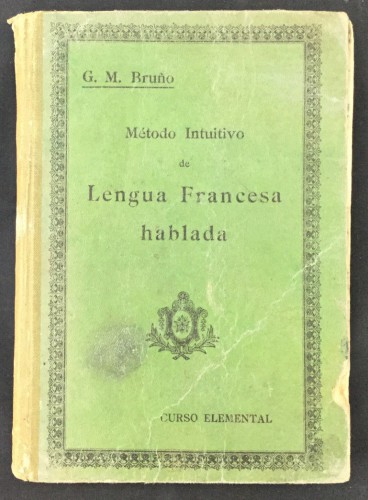 G. M. Bruño
Método Intuitivo
de
Lengua Francesa
hablada
CURSO ELEMENTAL